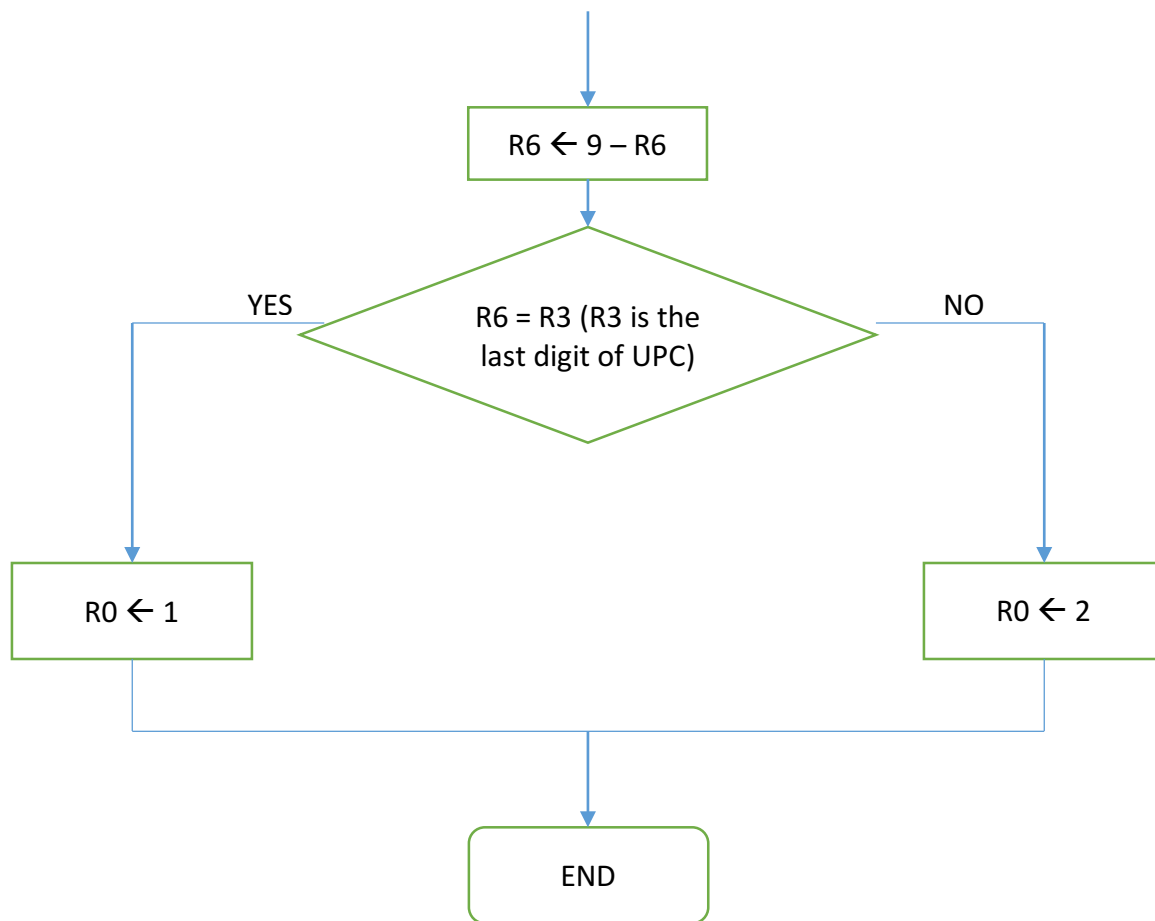 R6 ← 9 – R6
YES
NO
R6 = R3 (R3 is the
last digit of UPC)
R0 ← 1
R0 ← 2
END